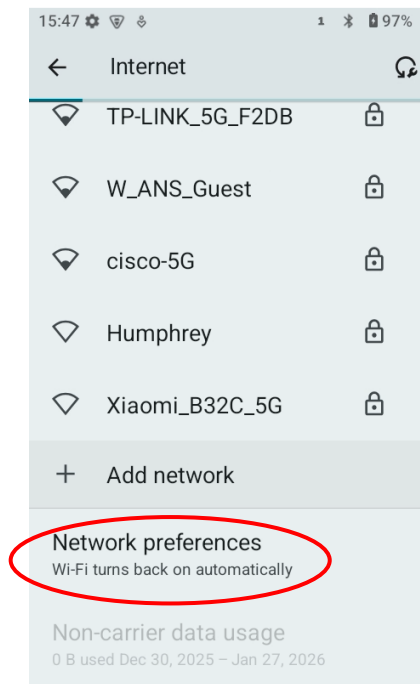 15:47 1 97%
Internet
TP-LINK_5G_F2DB
W_ANS_Guest
cisco-5G
Humphrey
Xiaomi_B32C_5G
Add network
Network preferences
Wi-Fi turns back on automatically
Non-carrier data usage
0 B used Dec 30, 2025 – Jan 27, 2026